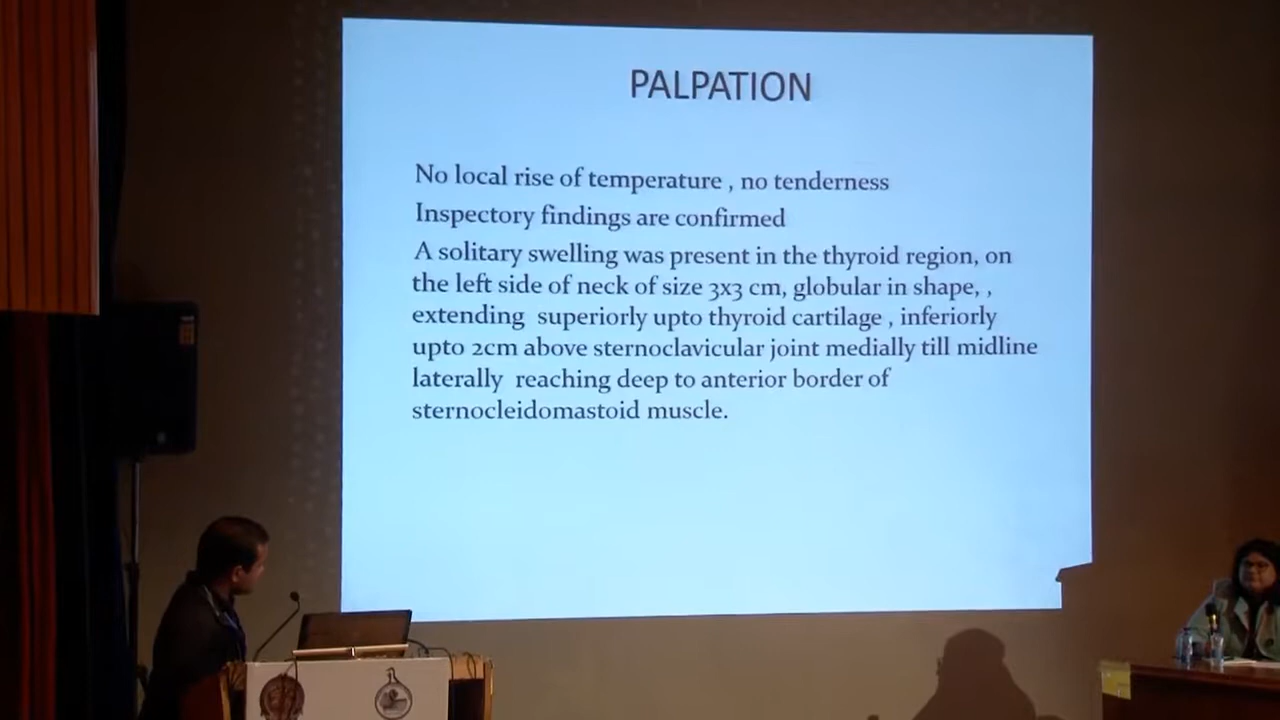 PALPATION
No local rise of temperature , no tenderness
Inspectory findings are confirmed
A solitary swelling was present in the thyroid region, on
the left side of neck of size 3x3 cm, globular in shape, ,
extending superiorly upto thyroid cartilage , inferiorly
upto 2cm above sternoclavicular joint medially till midline
laterally reaching deep to anterior border of
sternocleidomastoid muscle.